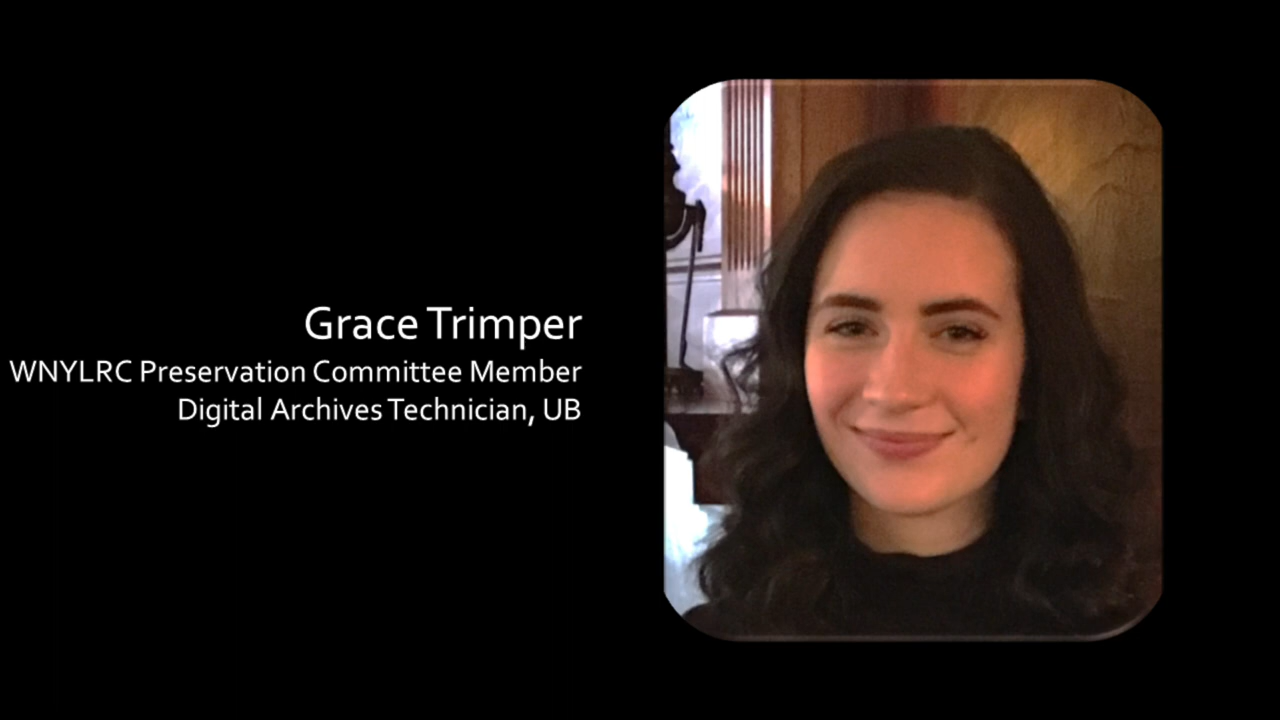 Grace Trimper
WNYLRC Preservation Committee Member
Digital Archives Technician, UB